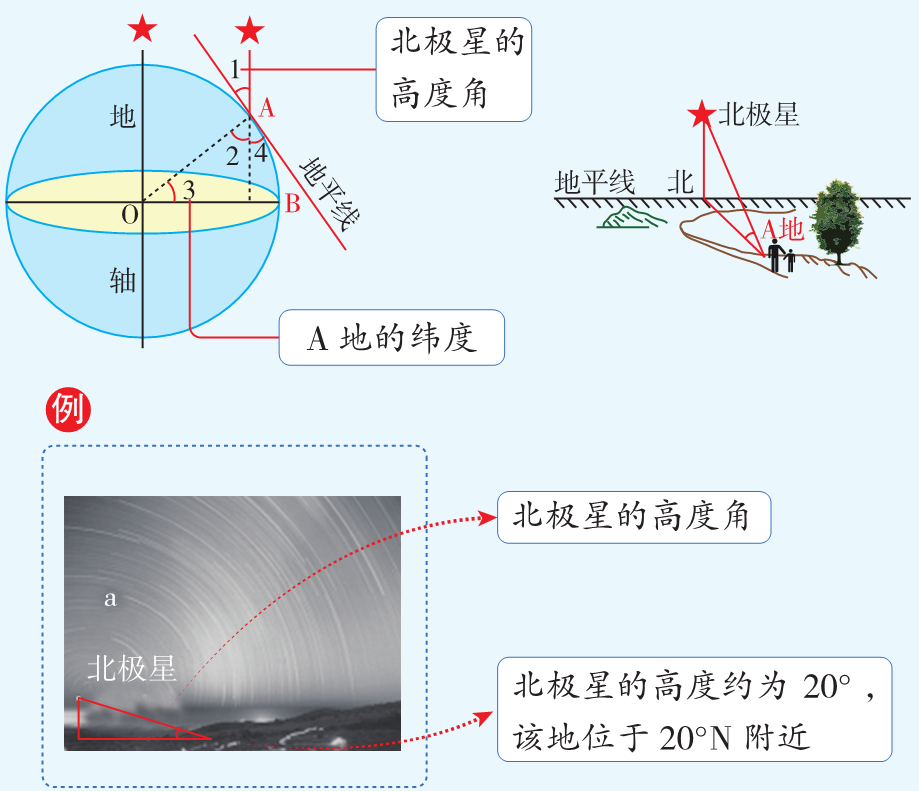 北极星的
高度角
1
A
地
2
4
3
O
B
地平线
轴
A 地的纬度
北极星
地平线
北
A地
例
a
北极星
北极星的高度角
北极星的高度约为 20°，
该地位于 20°N 附近